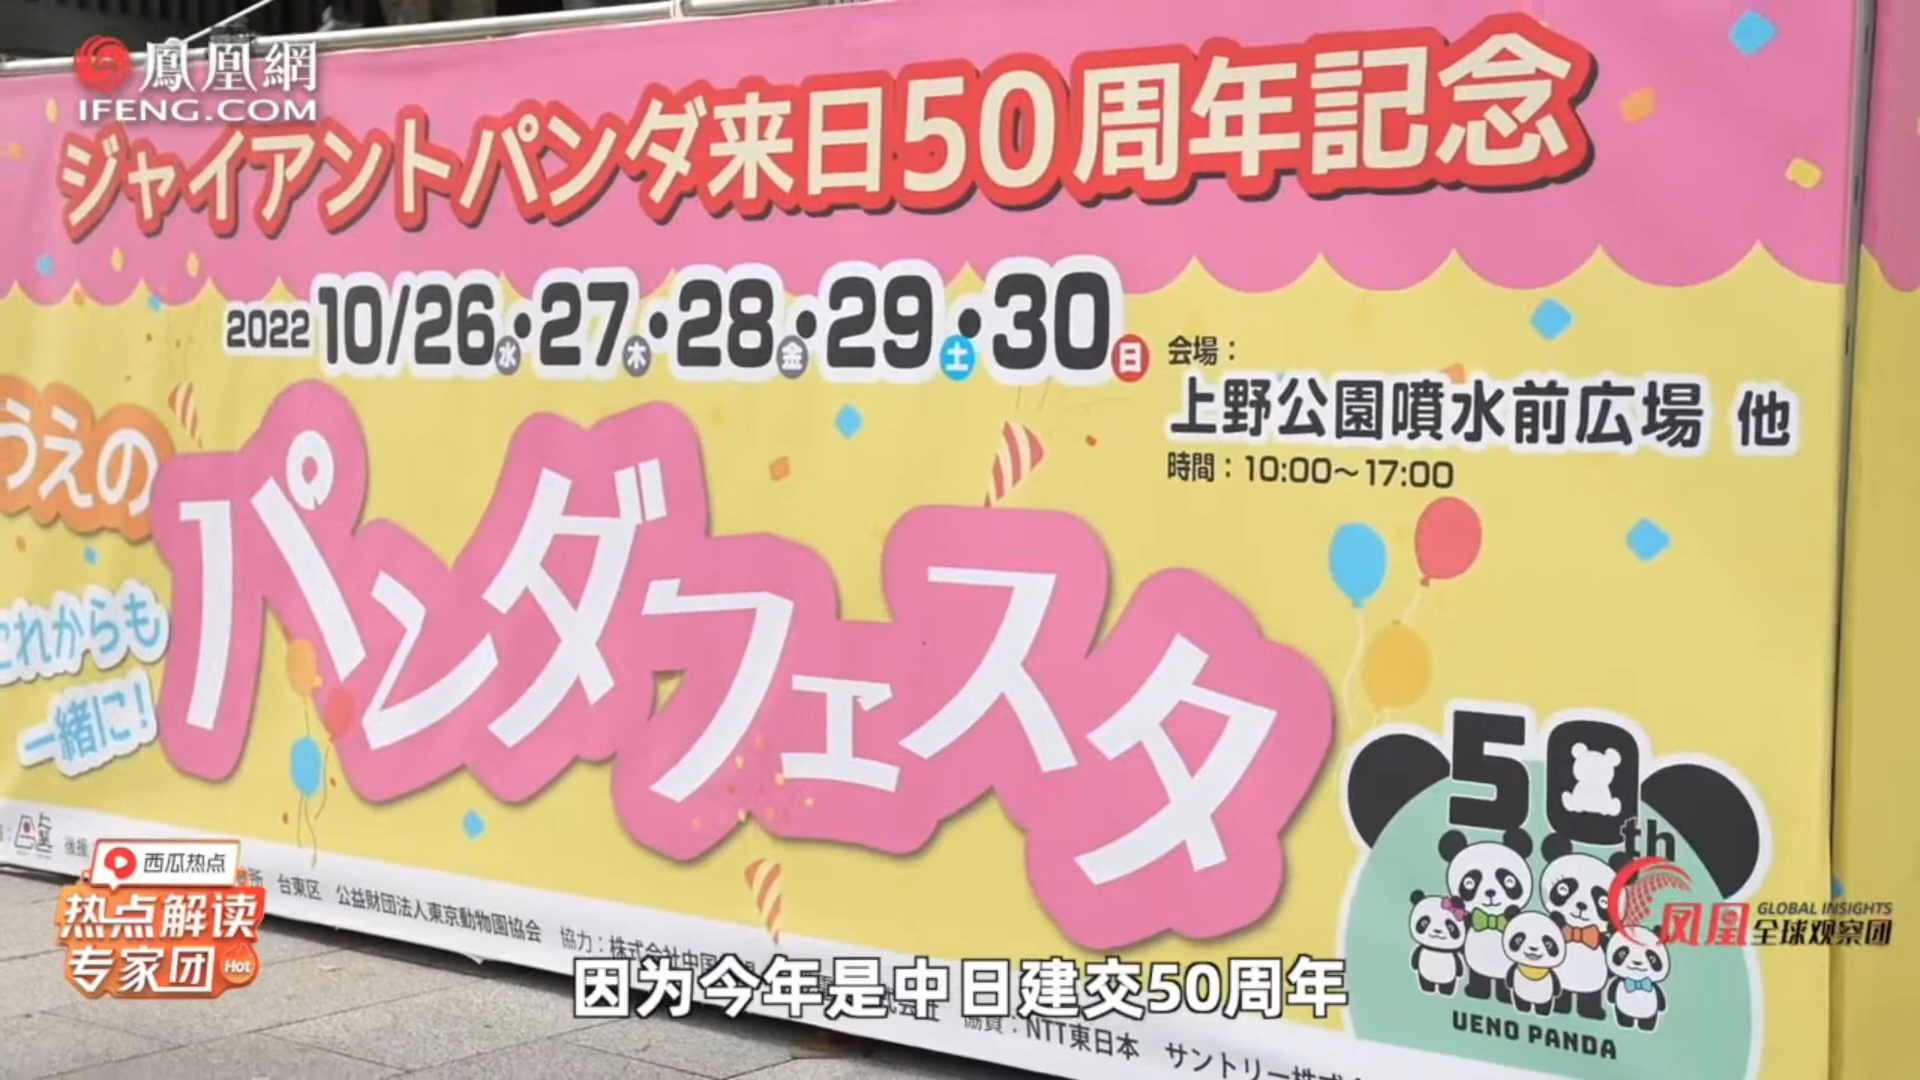 鳳凰網
IFENG.COM
ジャイアントパンダ来日50周年記念
2022 10/26水・27木・28金・29土・30日
会場：
上野公園噴水前広場 他
時間：10:00～17:00
うえの
パンダフェスタ
これからも
一緒に！
50th
UENO PANDA
西瓜热点
热点解读
专家团 Hot
台東区 公益財団法人東京動物園協会 協力：株式会社中国
協賛：NTT東日本 サントリー株式
凤凰 GLOBAL INSIGHTS
全球观察团
因为今年是中日建交50周年